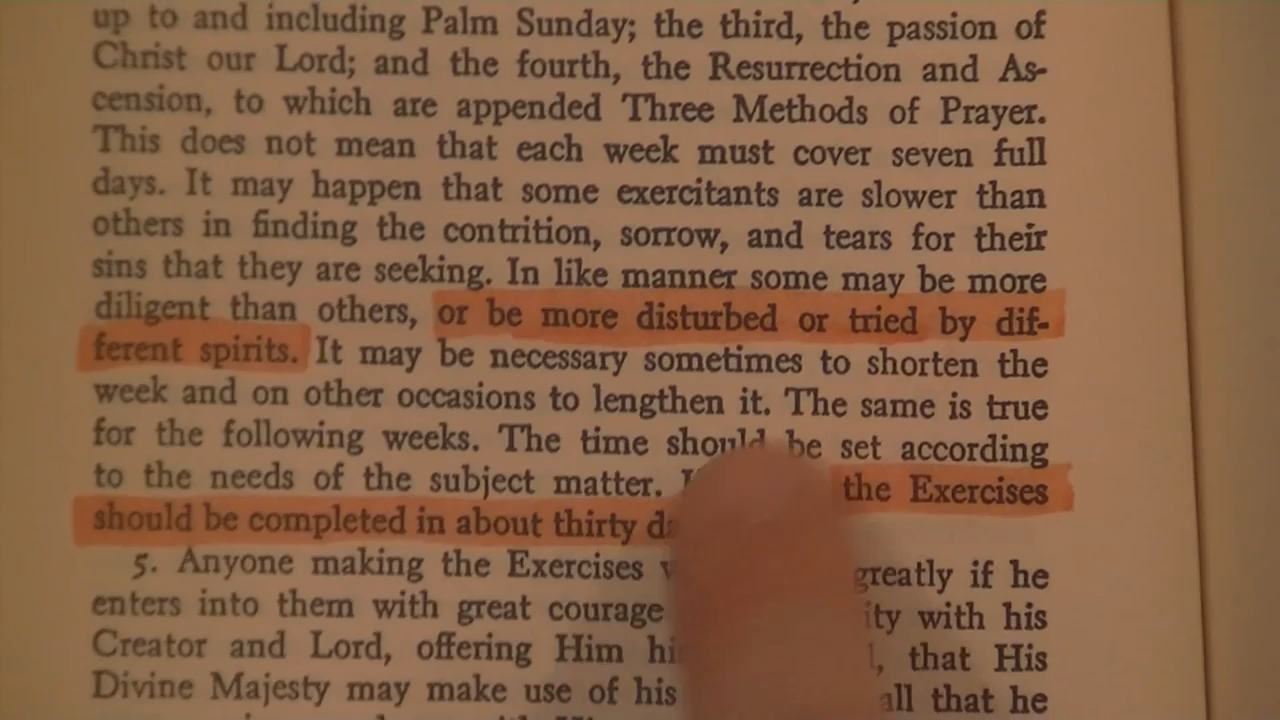 up to and including Palm Sunday; the third, the passion of
Christ our Lord; and the fourth, the Resurrection and As-
cension, to which are appended Three Methods of Prayer.
This does not mean that each week must cover seven full
days. It may happen that some exercitants are slower than
others in finding the contrition, sorrow, and tears for their
sins that they are seeking. In like manner some may be more
diligent than others, or be more disturbed or tried by dif-
ferent spirits. It may be necessary sometimes to shorten the
week and on other occasions to lengthen it. The same is true
for the following weeks. The time should be set according
to the needs of the subject matter. the Exercises
should be completed in about thirty
5. Anyone making the Exercises greatly if he
enters into them with great courage with his
Creator and Lord, offering Him that His
Divine Majesty may make use of his all that he